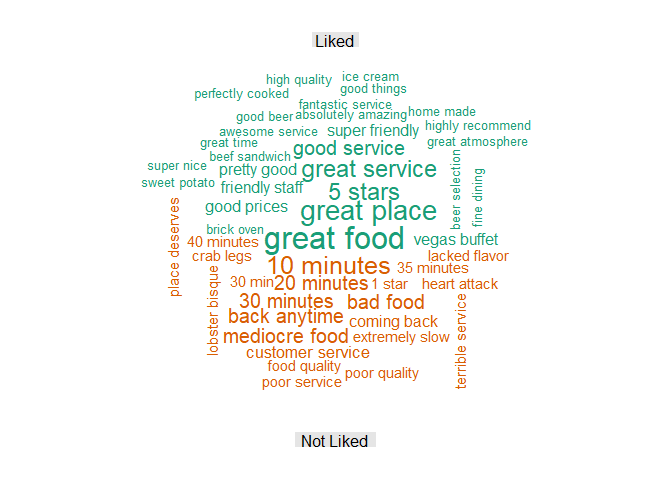 Liked
high quality
ice cream
perfectly cooked
good things
fantastic service
good beer
absolutely amazing
home made
awesome service
super friendly
highly recommend
great time
good service
great atmosphere
beef sandwich
super nice
pretty good
great service
beer selection
fine dining
sweet potato
friendly staff
5 stars
good prices
great place
brick oven
great food
vegas buffet
place deserves
40 minutes
crab legs
10 minutes
lacked flavor
35 minutes
30 min
20 minutes
1 star
heart attack
lobster bisque
30 minutes
bad food
back anytime
coming back
terrible service
mediocre food
extremely slow
customer service
food quality
poor quality
poor service
Not Liked